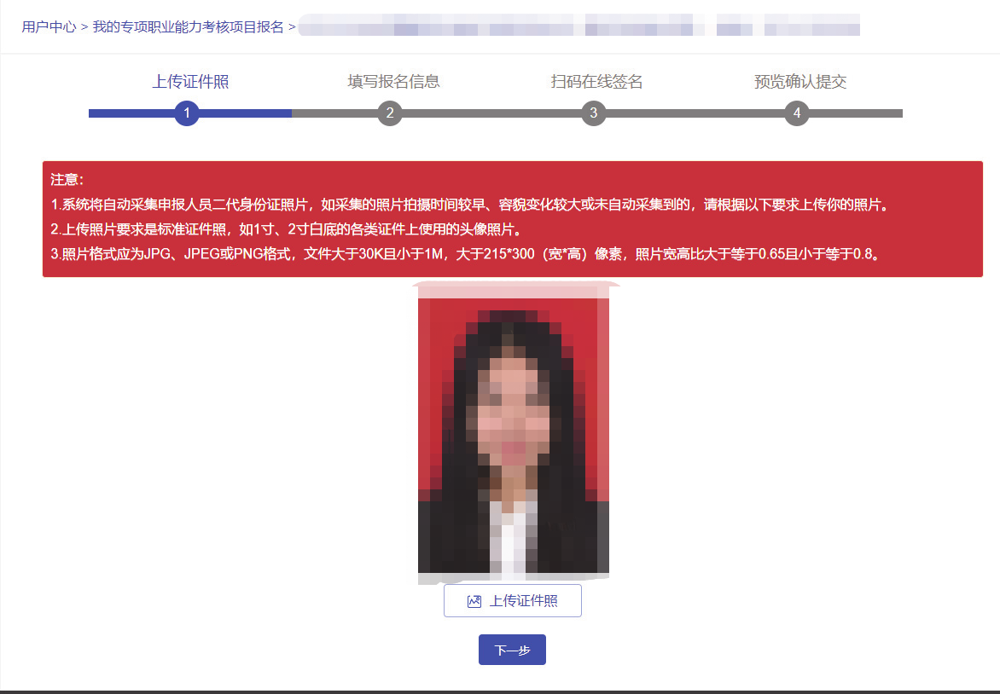 用户中心 > 我的专项职业能力考核项目报名 >
上传证件照 填写报名信息 扫码在线签名 预览确认提交
1 2 3 4
注意：
1.系统将自动采集申报人员二代身份证照片，如采集的照片拍摄时间较早、容貌变化较大或未自动采集到的，请根据以下要求上传你的照片。
2.上传照片要求是标准证件照，如1寸、2寸白底的各类证件上使用的头像照片。
3.照片格式应为JPG、JPEG或PNG格式，文件大于30K且小于1M，大于215*300（宽*高）像素，照片宽高比大于等于0.65且小于等于0.8。
上传证件照
下一步